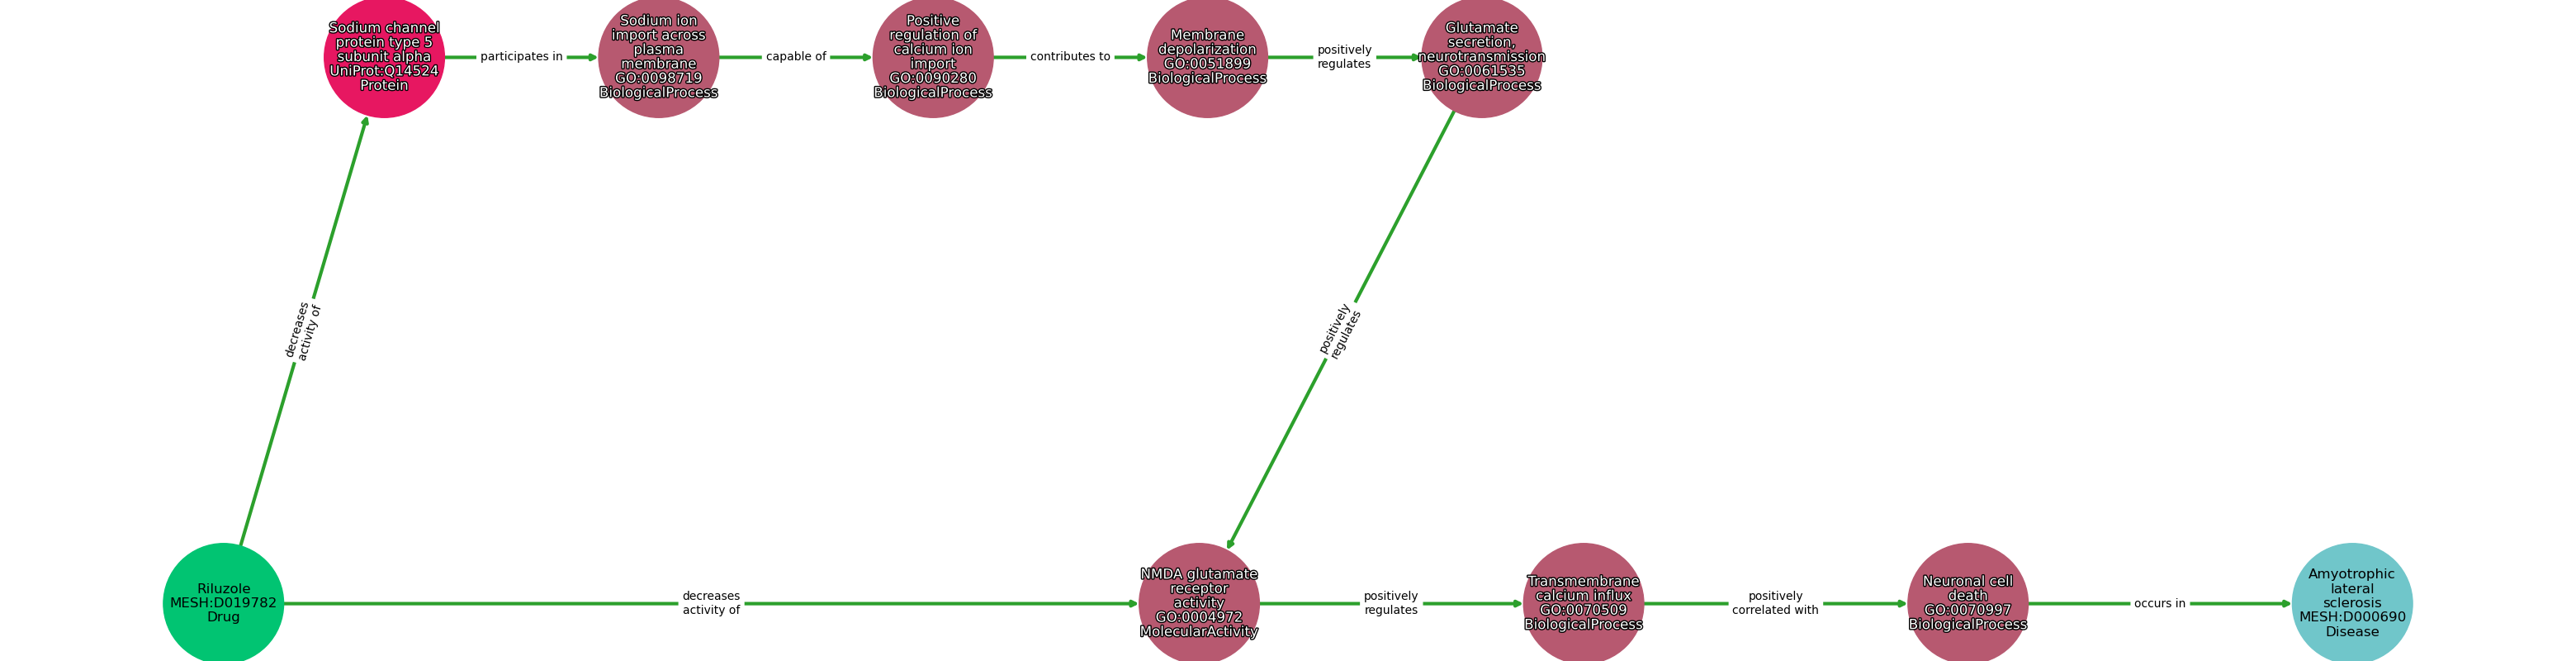 Sodium channel
protein type 5
subunit alpha
UniProt:Q14524
Protein
participates in
Sodium ion
import across
plasma
membrane
GO:0098719
BiologicalProcess
capable of
Positive
regulation of
calcium ion
import
GO:0090280
BiologicalProcess
contributes to
Membrane
depolarization
GO:0051899
BiologicalProcess
positively
regulates
Glutamate
secretion,
neurotransmission
GO:0061535
BiologicalProcess
decreases
activity of
positively
regulates
Riluzole
MESH:D019782
Drug
decreases
activity of
NMDA glutamate
receptor
activity
GO:0004972
MolecularActivity
positively
regulates
Transmembrane
calcium influx
GO:0070509
BiologicalProcess
positively
correlated with
Neuronal cell
death
GO:0070997
BiologicalProcess
occurs in
Amyotrophic
lateral
sclerosis
MESH:D000690
Disease